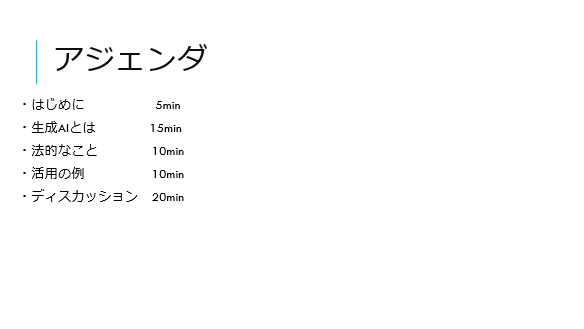 アジェンダ
・はじめに 5min
・生成AIとは 15min
・法的なこと 10min
・活用の例 10min
・ディスカッション 20min